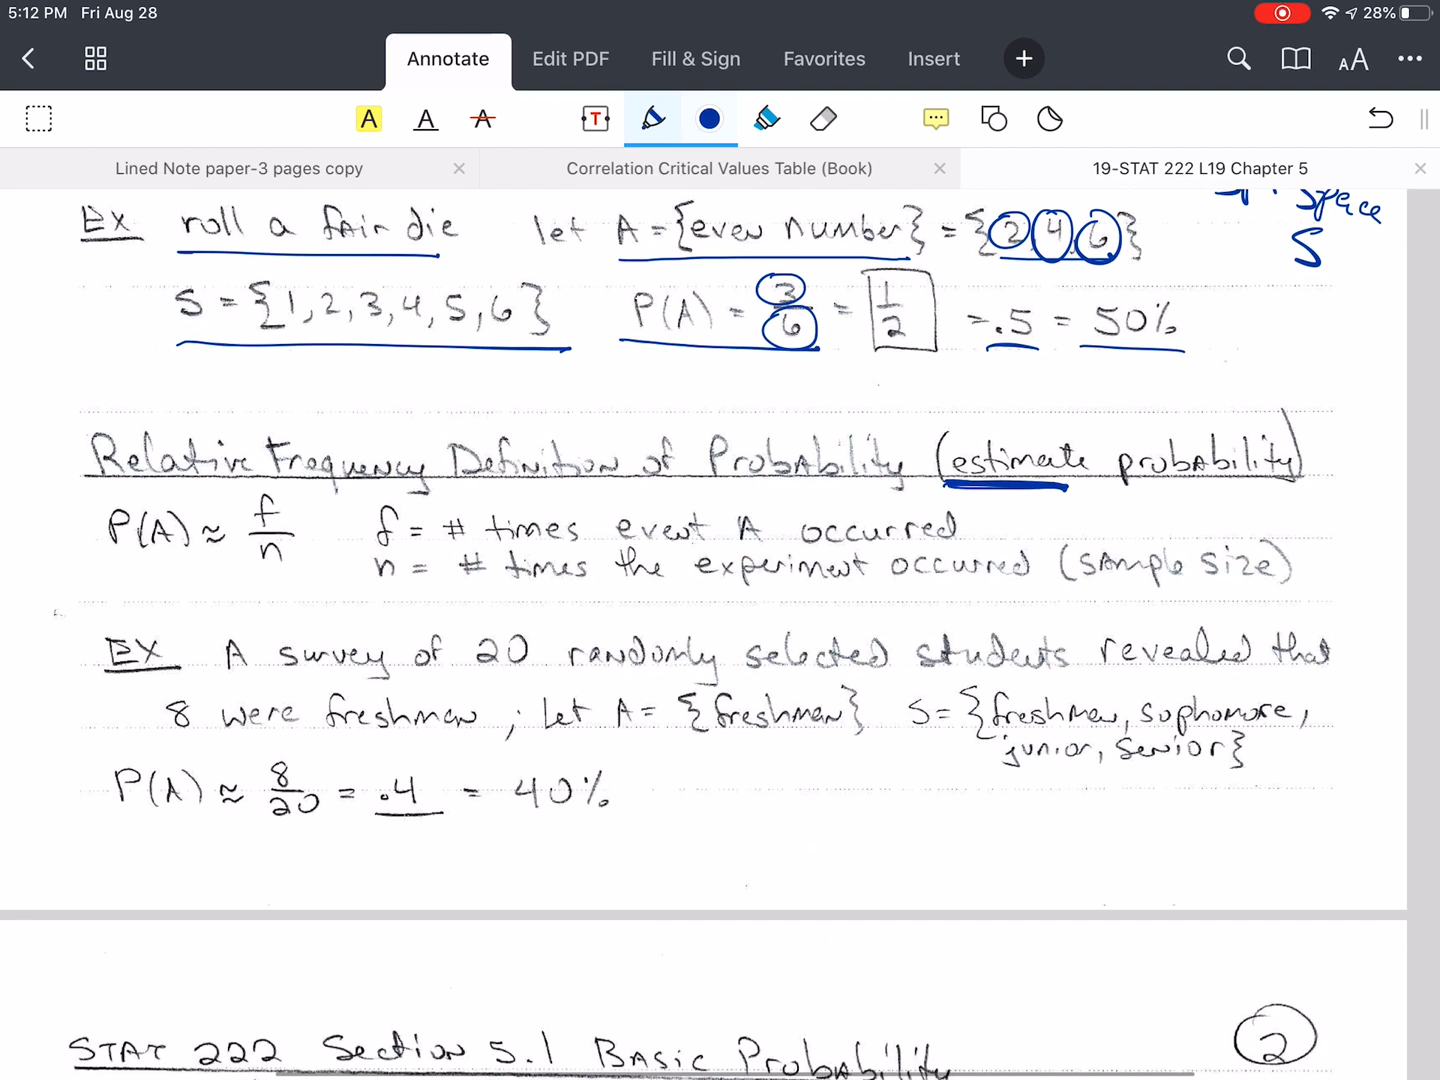 5:12 PM Fri Aug 28
28%
Annotate Edit PDF Fill & Sign Favorites Insert
Lined Note paper-3 pages copy Correlation Critical Values Table (Book) 19-STAT 222 L19 Chapter 5
space
S
Ex roll a fair die let A = {even number} = {2,4,6}
S = {1,2,3,4,5,6} P(A) = 3/6 = 1/2 = .5 = 50%
Relative Frequency Definition of Probability (estimate probability)
P(A) ≈ f/n f = # times event A occurred
n = # times the experiment occurred (sample size)
EX A survey of 20 randomly selected students revealed that
8 were freshmen ; let A = {freshmen} S = {freshmen, sophomore,
junior, senior}
P(A) ≈ 8/20 = .4 = 40%
STAT 222 Section 5.1 Basic Probability 2